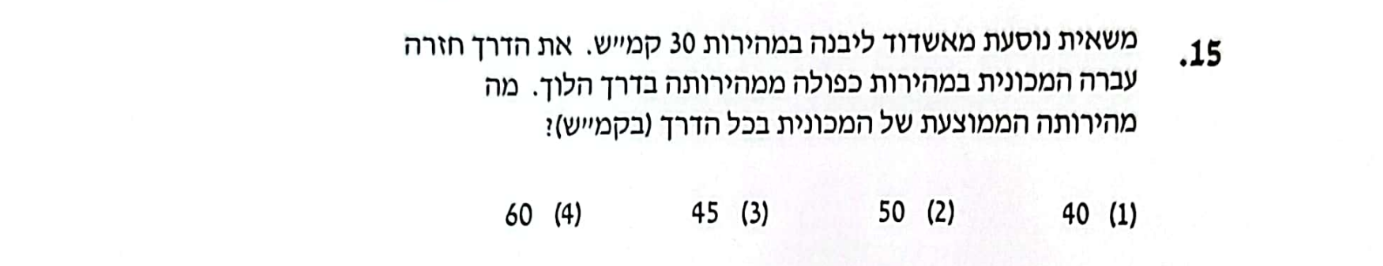 15. משאית נוסעת מאשדוד ליבנה במהירות 30 קמ״ש. את הדרך חזרה
עברה המכונית במהירות כפולה ממהירותה בדרך הלוך. מה
מהירותה הממוצעת של המכונית בכל הדרך (בקמ״ש)?
(1) 40 (2) 50 (3) 45 (4) 60